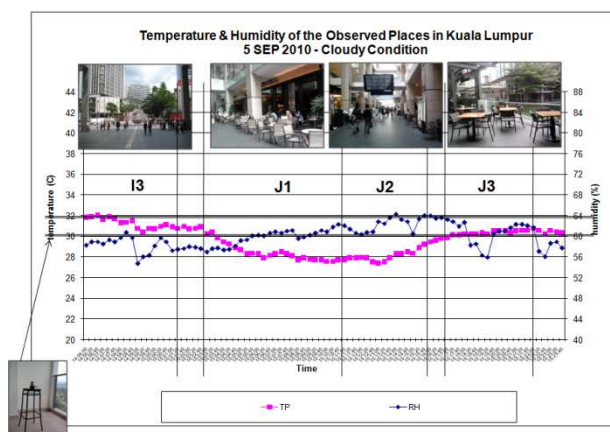 Temperature & Humidity of the Observed Places in Kuala Lumpur
5 SEP 2010 - Cloudy Condition
44
42
40
38
36
34
32
30
28
26
24
22
20
temperature (C)
I3
J1
J2
J3
88
84
80
76
72
68
64
60
56
52
48
44
40
humidity (%)
Time
TP
RH